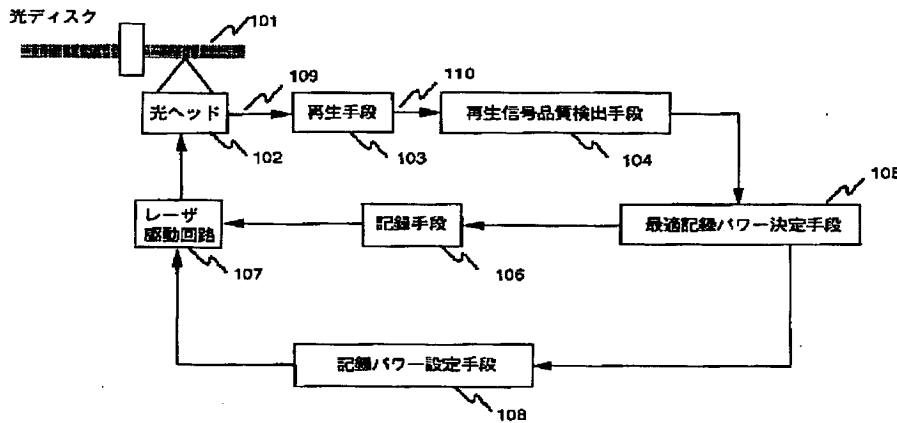 光ディスク
101
109
110
光ヘッド
再生手段
再生信号品質検出手段
102
103
104
105
レーザ
駆動回路
記録手段
最適記録パワー決定手段
107
106
記録パワー設定手段
108